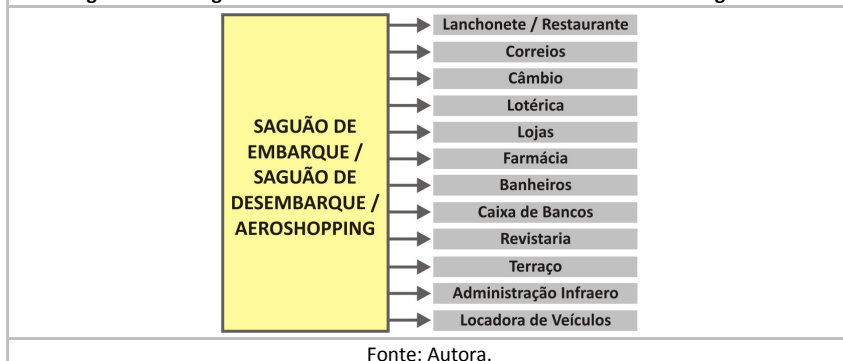 SAGUÃO DE
EMBARQUE /
SAGUÃO DE
DESEMBARQUE /
AEROSHOPPING
Lanchonete / Restaurante
Correios
Câmbio
Lotérica
Lojas
Farmácia
Banheiros
Caixa de Bancos
Revistaria
Terraço
Administração Infraero
Locadora de Veículos
Fonte: Autora.